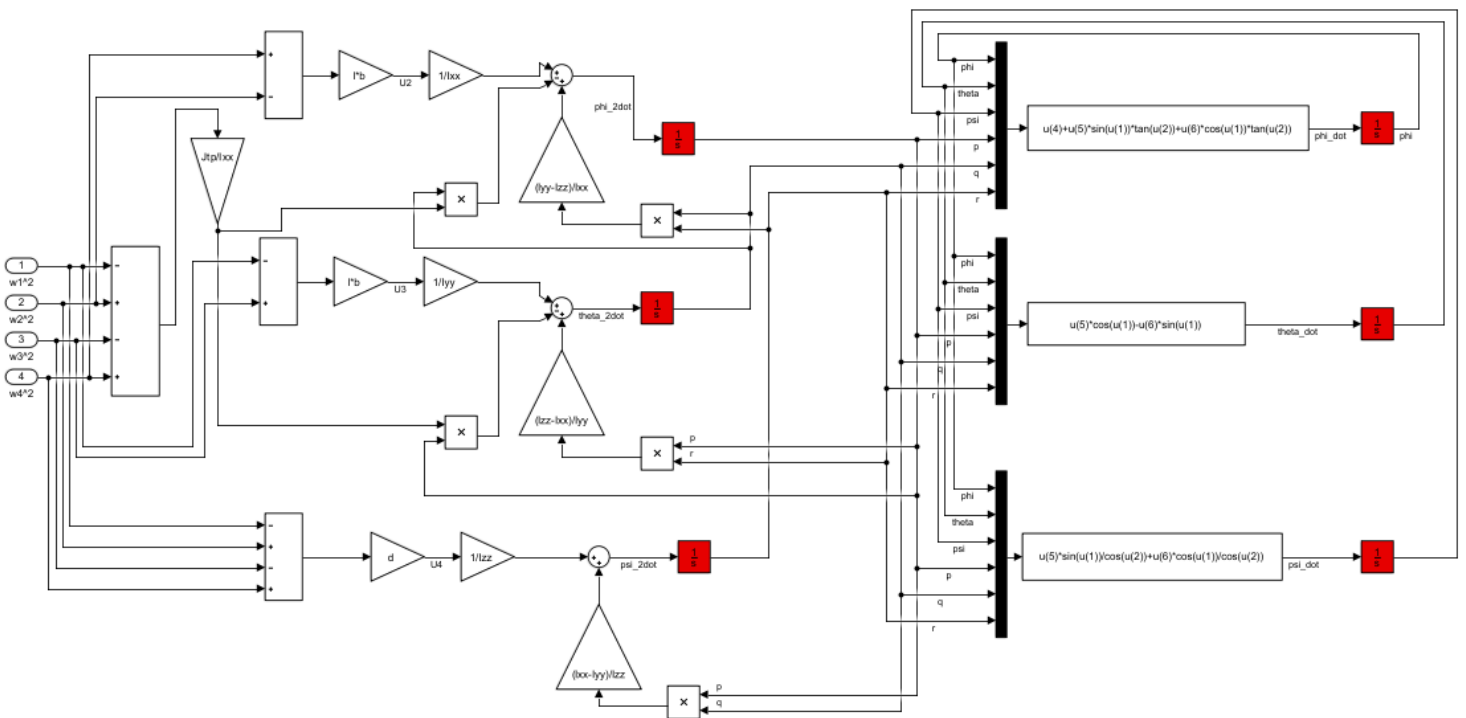 l*b
U2
1/Ixx
phi_2dot
1/s
Jtp/Ixx
(Iyy-Izz)/Ixx
×
×
1
w1^2
2
w2^2
3
w3^2
4
w4^2
l*b
U3
1/Iyy
theta_2dot
1/s
(Izz-Ixx)/Iyy
×
×
p
r
d
U4
1/Izz
psi_2dot
1/s
(Ixx-Iyy)/Izz
×
p
q
phi
theta
psi
p
q
r
u(4)+u(5)*sin(u(1))*tan(u(2))+u(6)*cos(u(1))*tan(u(2))
phi_dot
1/s
phi
phi
theta
psi
p
q
r
u(5)*cos(u(1))-u(6)*sin(u(1))
theta_dot
1/s
phi
theta
psi
p
q
r
u(5)*sin(u(1))/cos(u(2))+u(6)*cos(u(1))/cos(u(2))
psi_dot
1/s